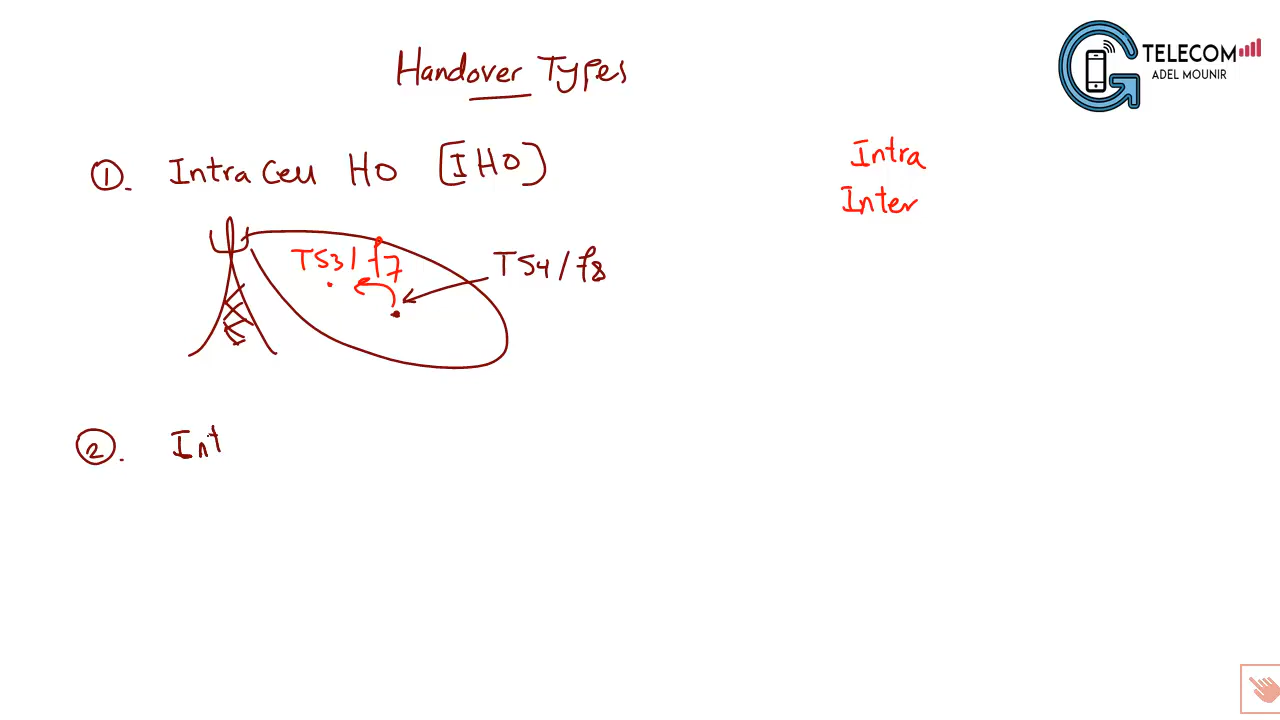 Handover Types
TELECOM
ADEL MOUNIR
①. Intra Cell HO [IHO]
Intra
Inter
TS3/f7
TS4/f8
②. Int